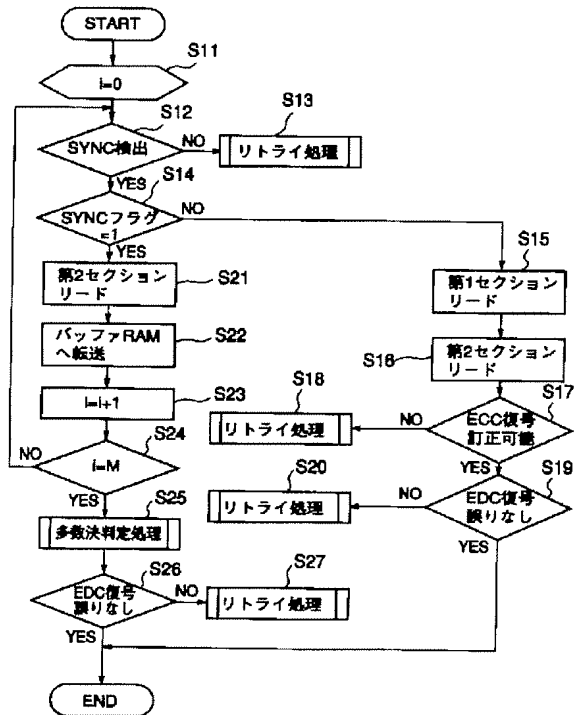 START
S11
i=0
S12
SYNC検出
NO
YES
S13
リトライ処理
S14
SYNCフラグ
=1
NO
YES
S21
第2セクション
リード
S22
バッファRAM
へ転送
S23
i=i+1
S24
i=M
NO
YES
S25
多数決判定処理
S26
EDC復号
誤りなし
NO
YES
S27
リトライ処理
END
S15
第1セクション
リード
S16
第2セクション
リード
S17
ECC復号
訂正可能
NO
YES
S18
リトライ処理
S19
EDC復号
誤りなし
NO
YES
S20
リトライ処理